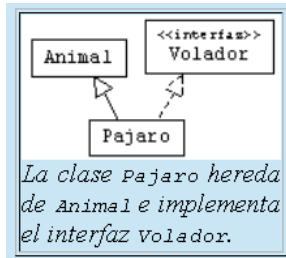 <<interfaz>>
Animal
Volador
Pajaro
La clase Pajaro hereda
de Animal e implementa
el interfaz Volador.